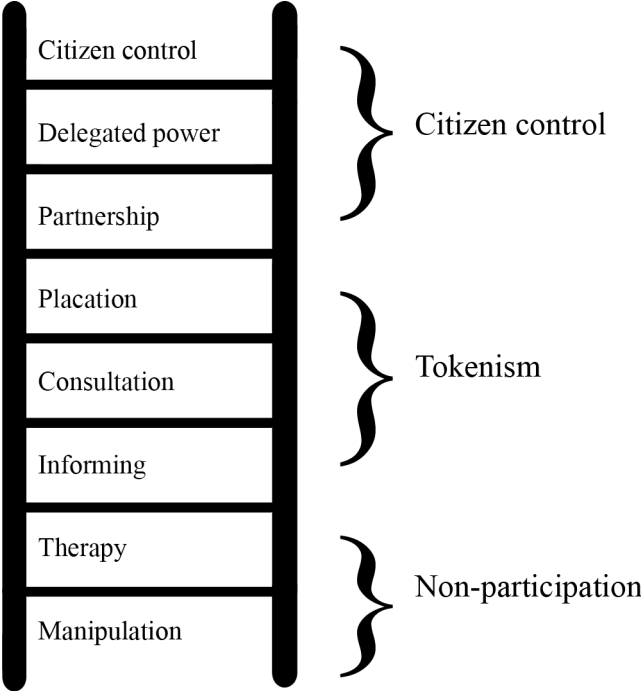 Citizen control
Delegated power
Partnership
Placation
Consultation
Informing
Therapy
Manipulation
Citizen control
Tokenism
Non-participation